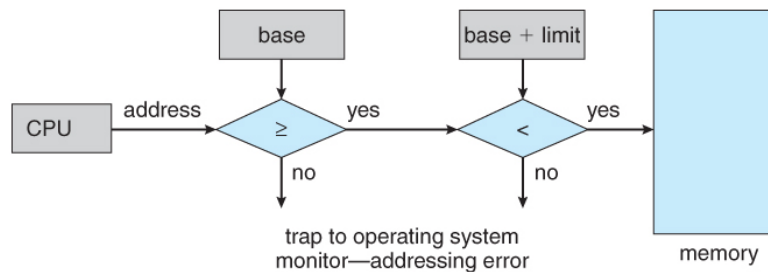 base
base + limit
CPU
address
≥
yes
<
yes
no
no
trap to operating system
monitor—addressing error
memory